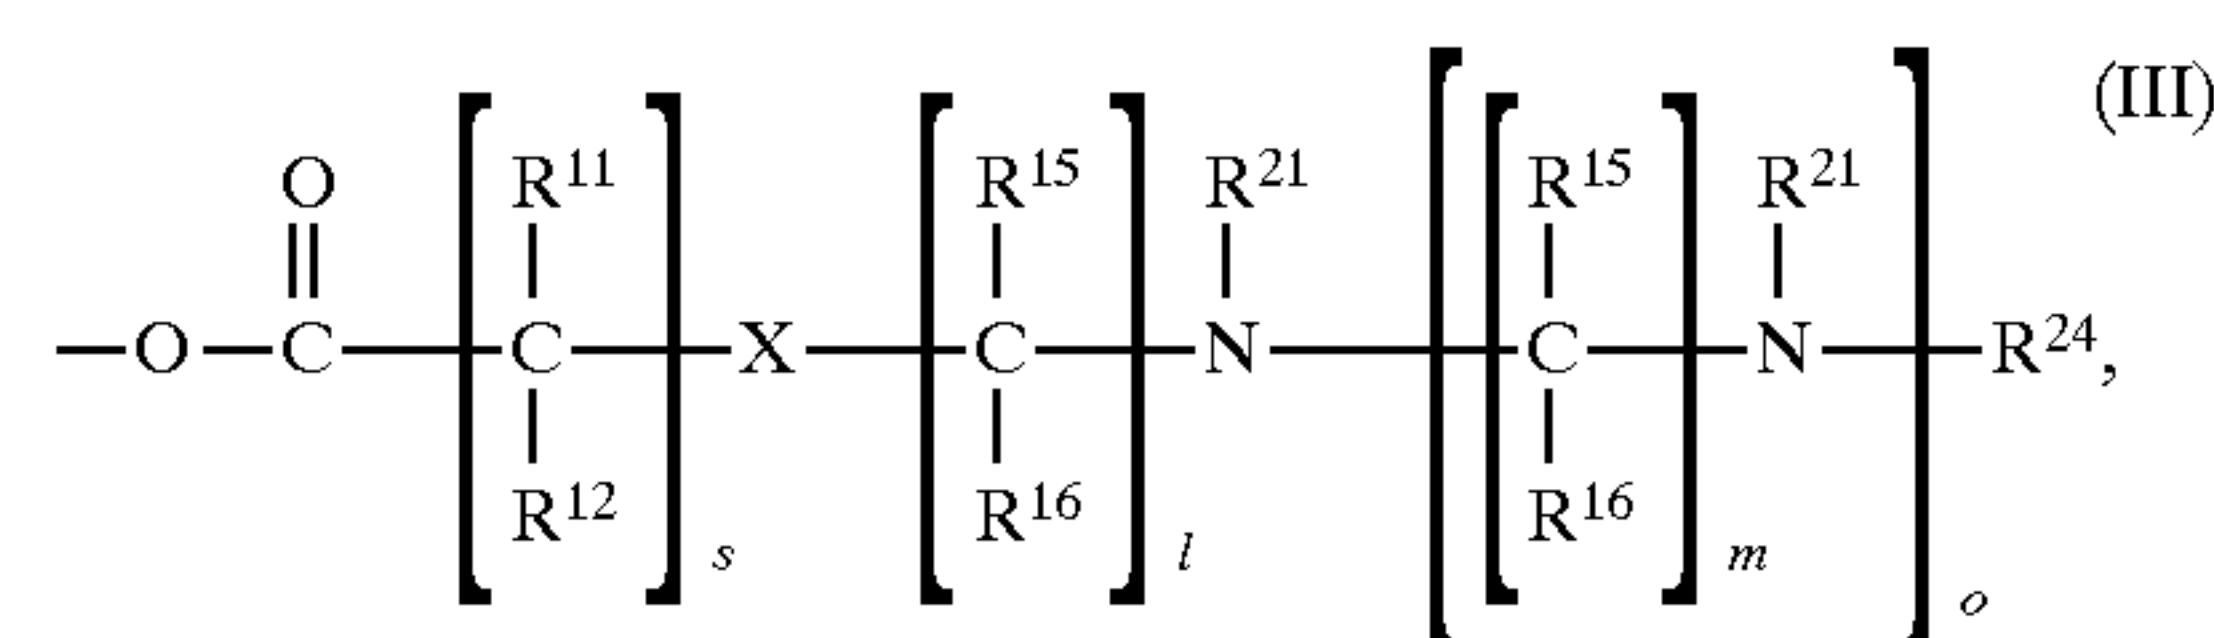 (III)
O R¹¹ R¹⁵ R²¹ R¹⁵ R²¹
—O—C C X C N C N R²⁴,
R¹² R¹⁶ R¹⁶
s l m o